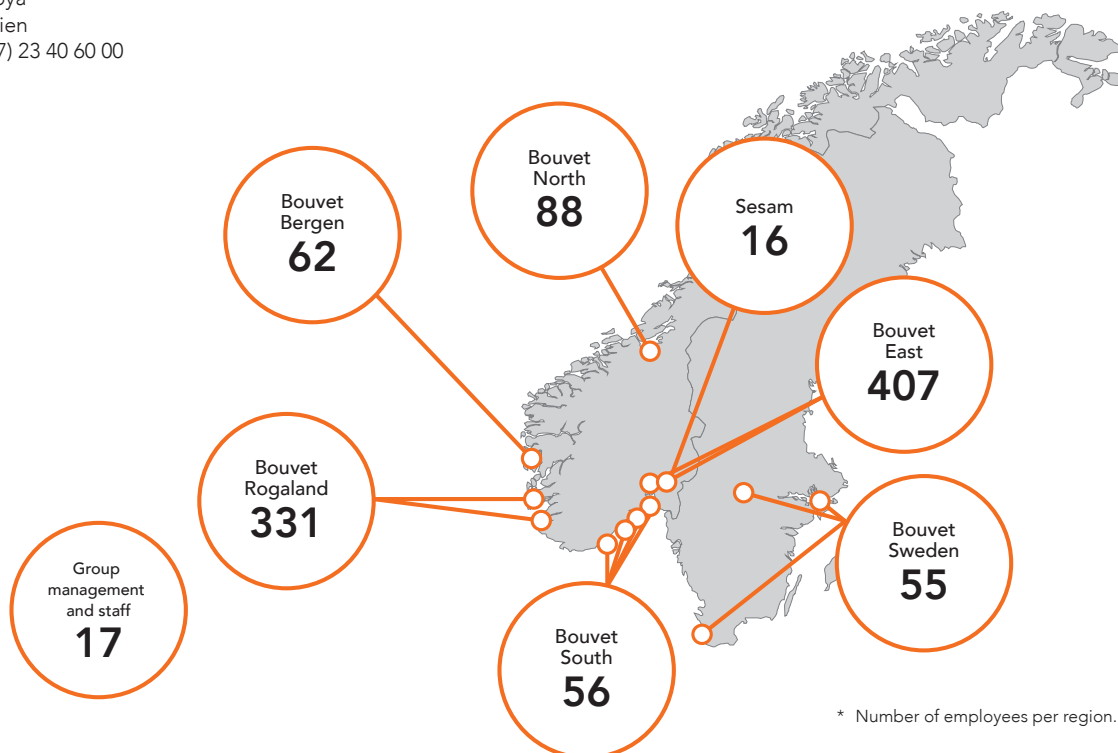 ien
7) 23 40 60 00
Bouvet
North
88
Bouvet
Bergen
62
Sesam
16
Bouvet
East
407
Bouvet
Rogaland
331
Bouvet
Sweden
55
Group
management
and staff
17
Bouvet
South
56
* Number of employees per region.